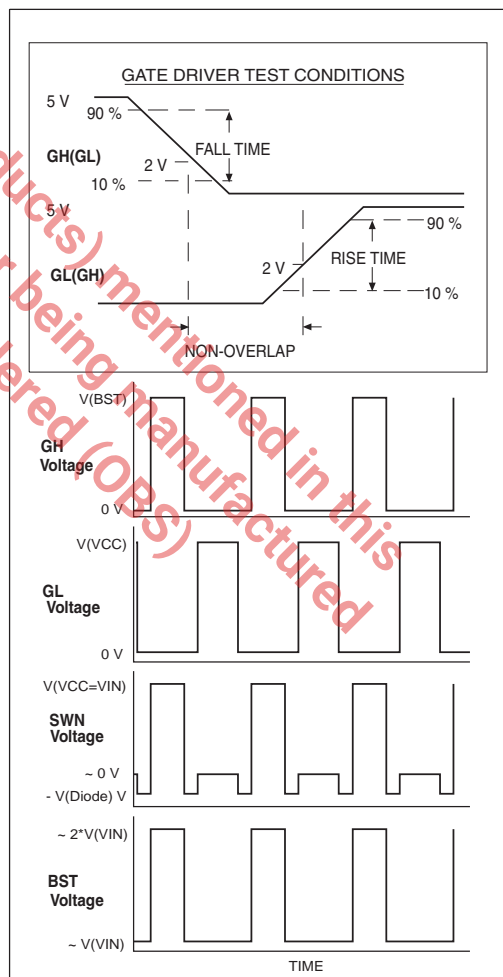 GATE DRIVER TEST CONDITIONS
5 V
90 %
FALL TIME
GH(GL)
2 V
10 %
5 V
90 %
2 V
RISE TIME
GL(GH)
10 %
NON-OVERLAP
V(BST)
GH
Voltage
0 V
V(VCC)
GL
Voltage
0 V
V(VCC=VIN)
SWN
Voltage
~ 0 V
- V(Diode) V
~ 2*V(VIN)
BST
Voltage
~ V(VIN)
TIME
ducts) mentioned in this
r being manufactured
dered (OBS)